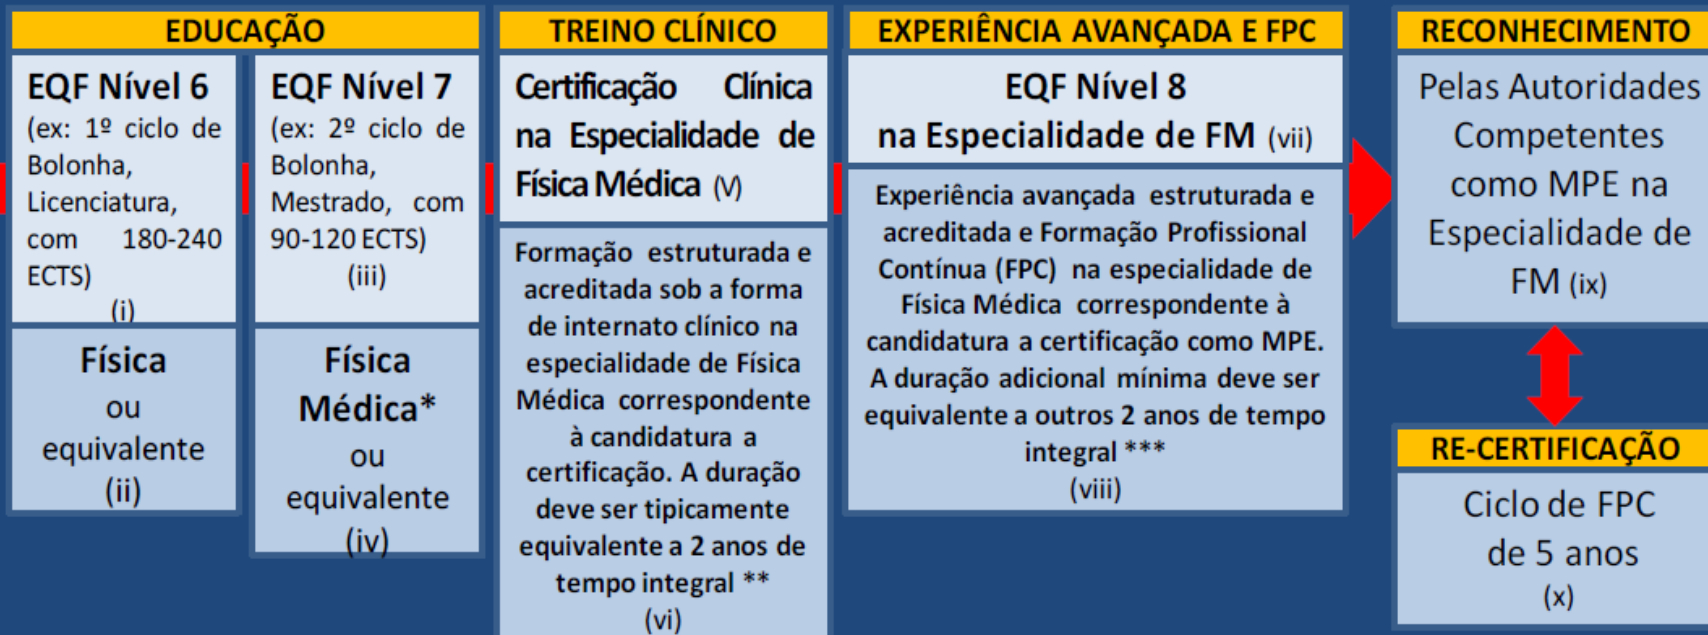 EDUCAÇÃO
EQF Nível 6
(ex: 1º ciclo de
Bolonha,
Licenciatura,
com 180-240
ECTS)
(i)
Física
ou
equivalente
(ii)
EQF Nível 7
(ex: 2º ciclo de
Bolonha,
Mestrado, com
90-120 ECTS)
(iii)
Física
Médica*
ou
equivalente
(iv)
TREINO CLÍNICO
Certificação Clínica
na Especialidade de
Física Médica (V)
Formação estruturada e
acreditada sob a forma
de internato clínico na
especialidade de Física
Médica correspondente
à candidatura a
certificação. A duração
deve ser tipicamente
equivalente a 2 anos de
tempo integral **
(vi)
EXPERIÊNCIA AVANÇADA E FPC
EQF Nível 8
na Especialidade de FM (vii)
Experiência avançada estruturada e
acreditada e Formação Profissional
Contínua (FPC) na especialidade de
Física Médica correspondente à
candidatura a certificação como MPE.
A duração adicional mínima deve ser
equivalente a outros 2 anos de tempo
integral ***
(viii)
RECONHECIMENTO
Pelas Autoridades
Competentes
como MPE na
Especialidade de
FM (ix)
RE-CERTIFICAÇÃO
Ciclo de FPC
de 5 anos
(x)